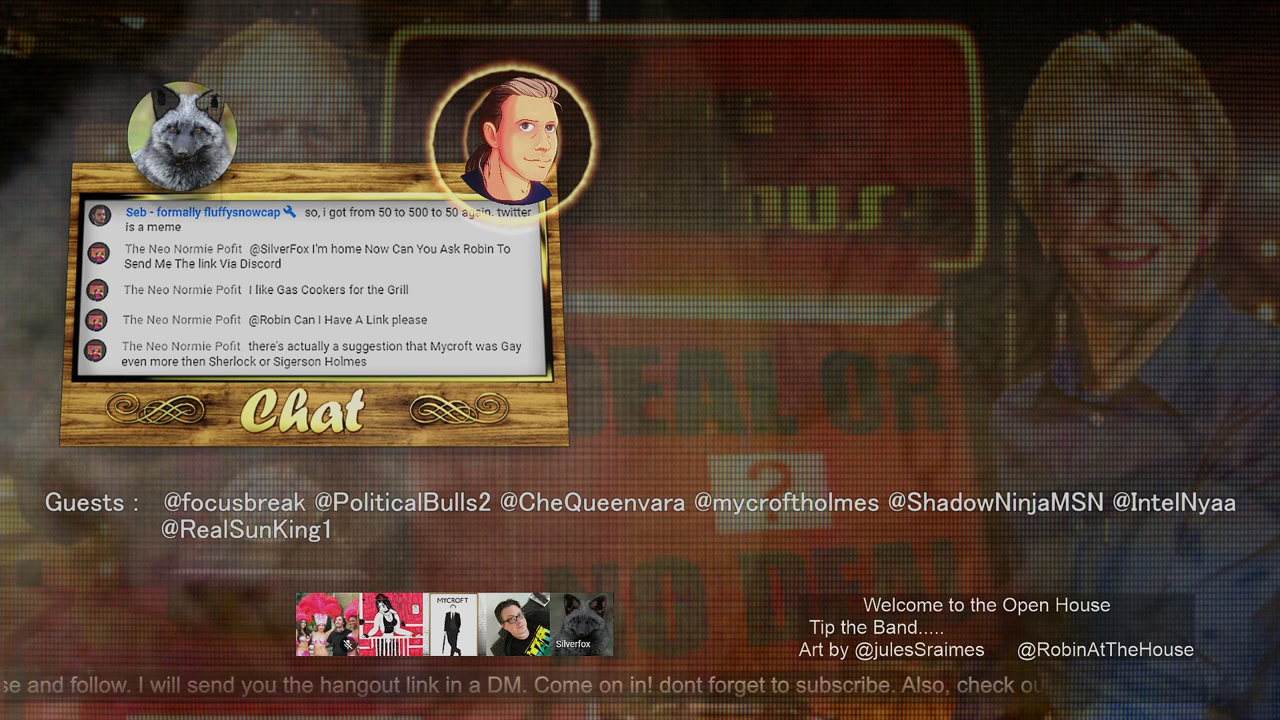 Seb - formally fluffysnowcap so, i got from 50 to 500 to 50 again. twitter
is a meme
The Neo Normie Pofit @SilverFox I'm home Now Can You Ask Robin To
Send Me The link Via Discord
The Neo Normie Pofit I like Gas Cookers for the Grill
The Neo Normie Pofit @Robin Can I Have A Link please
The Neo Normie Pofit there's actually a suggestion that Mycroft was Gay
even more then Sherlock or Sigerson Holmes
Chat
DEAL OR
?
NO DEAL
Guests : @focusbreak @PoliticalBulls2 @CheQueenvara @mycroftholmes @ShadowNinjaMSN @IntelNyaa
@RealSunKing1
MYCROFT
Silverfox
Welcome to the Open House
Tip the Band.....
Art by @julesSraimes @RobinAtTheHouse
se and follow. I will send you the hangout link in a DM. Come on in! dont forget to subscribe. Also, check ou